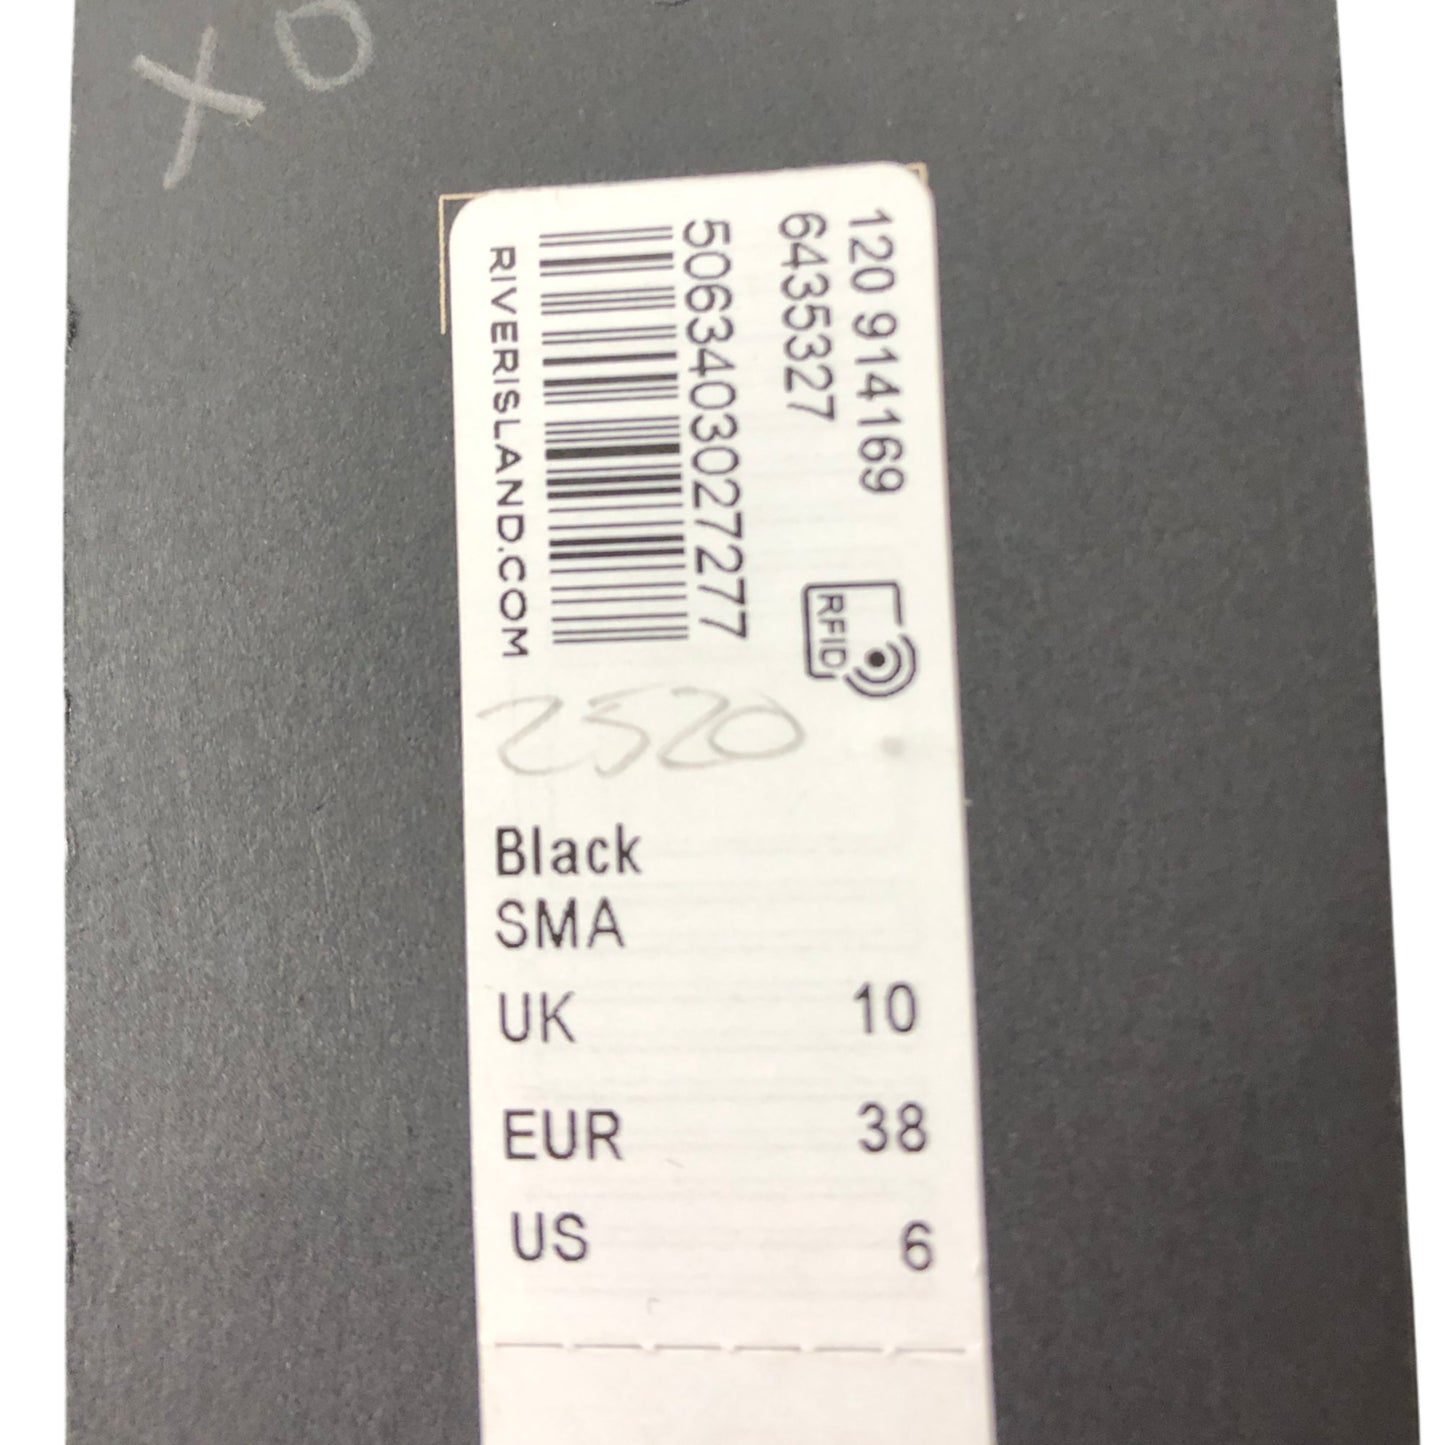 XO
120 914169
6435327
5063403027277
RIVERISLAND.COM
RFID
2520
Black
SMA
UK 10
EUR 38
US 6